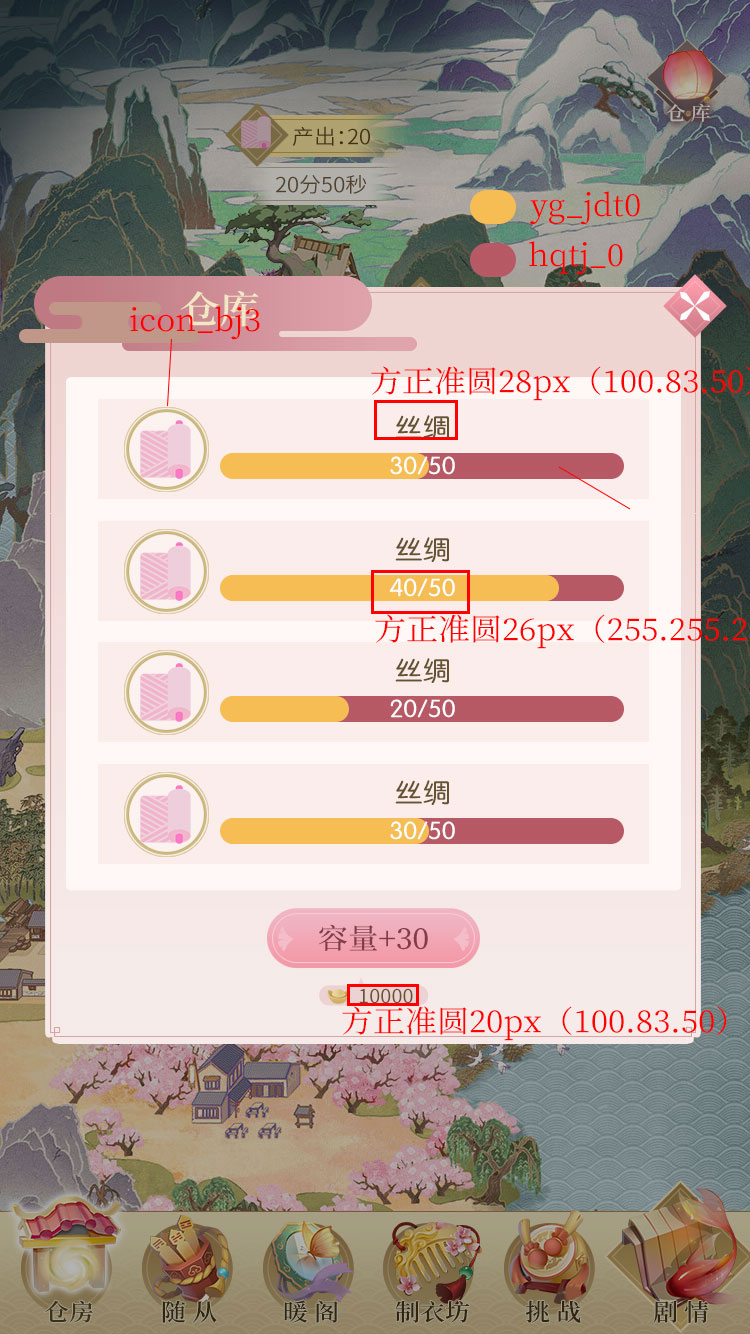 仓库
产出:20
20分50秒
yg_jdt0
hqtj_0
仓库
icon_bj3
方正准圆28px（100.83.50）
丝绸
30/50
丝绸
40/50
方正准圆26px（255.255.2
丝绸
20/50
丝绸
30/50
容量+30
10000
方正准圆20px（100.83.50）
仓房 随从 暖阁 制衣坊 挑战 剧情